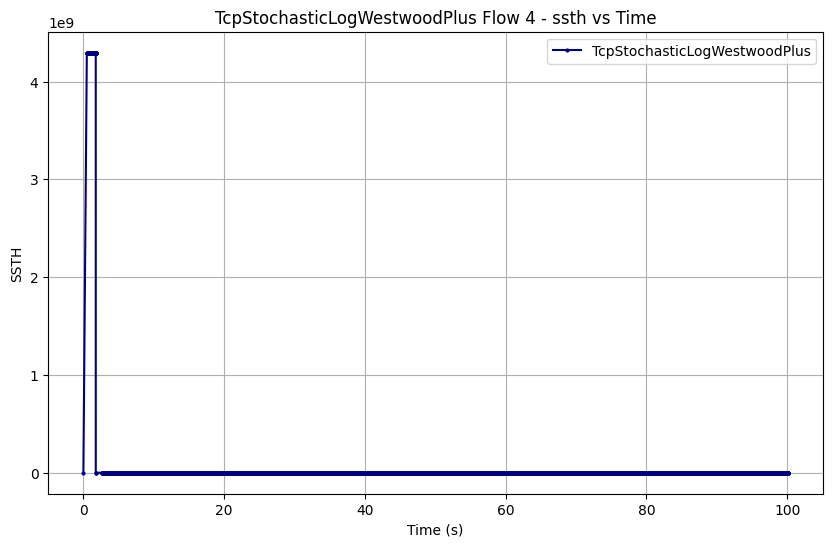 TcpStochasticLogWestwoodPlus Flow 4 - ssth vs Time
1e9
TcpStochasticLogWestwoodPlus
4
3
2
1
0
SSTH
0 20 40 60 80 100
Time (s)